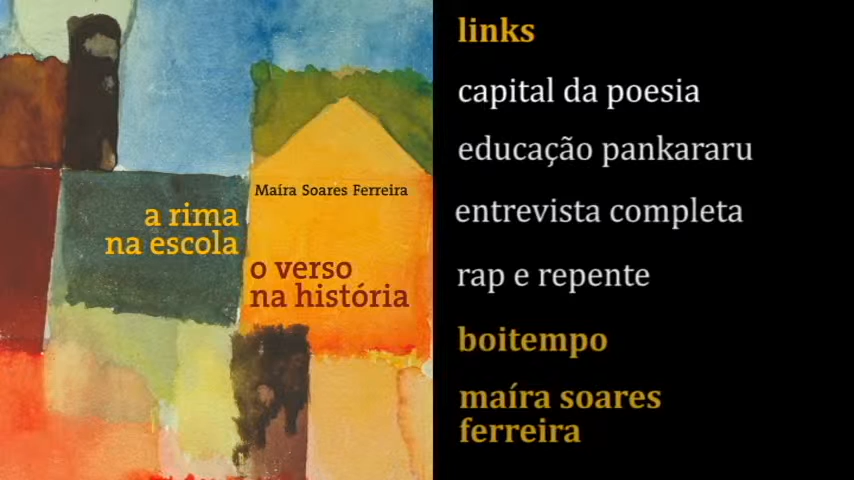 Maíra Soares Ferreira
a rima
na escola
o verso
na história
links
capital da poesia
educação pankararu
entrevista completa
rap e repente
boitempo
maíra soares
ferreira